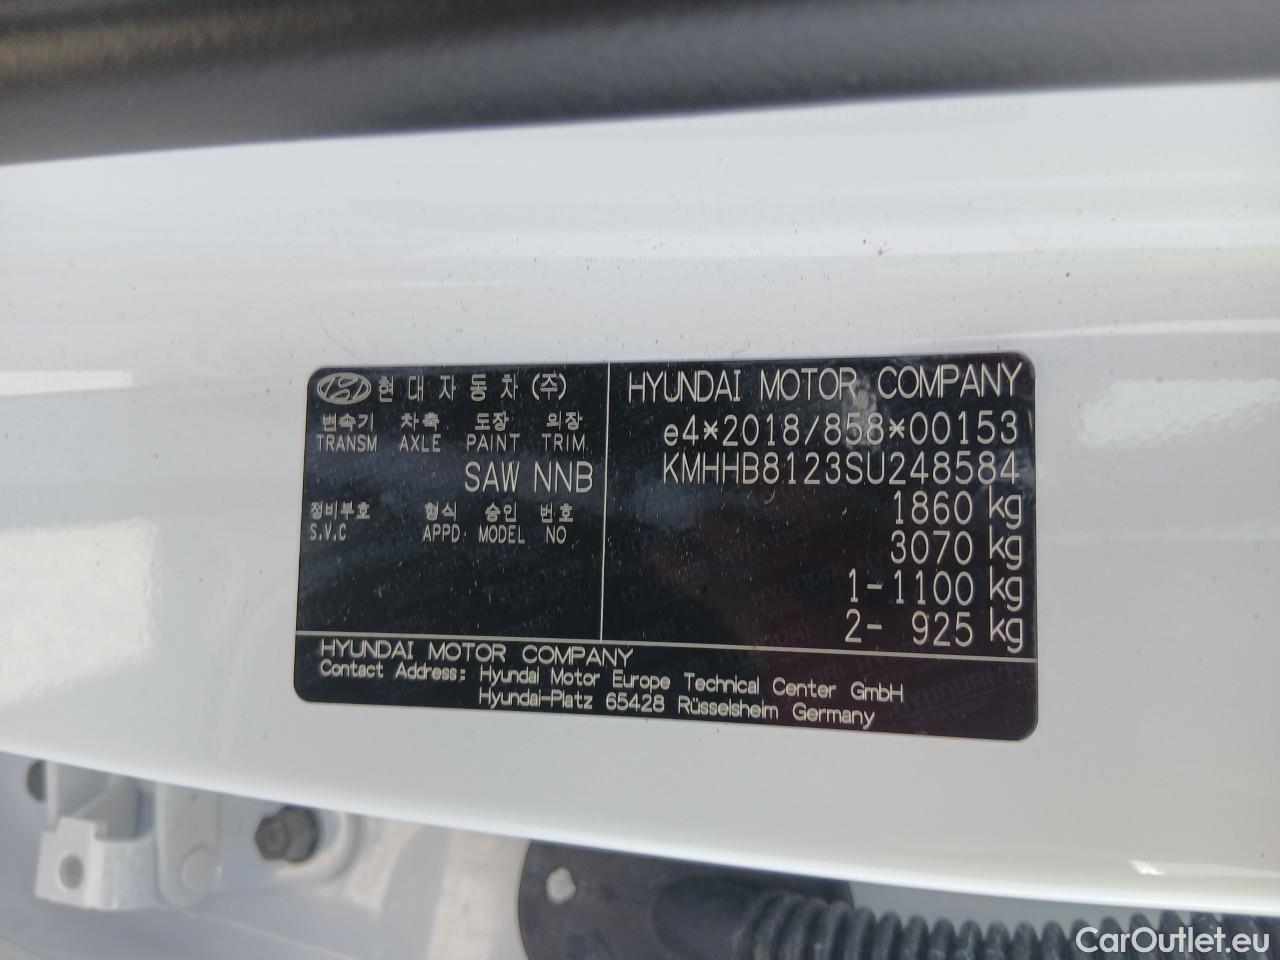 현대자동차(주)
변속기 차축 도장 의장
TRANSM AXLE PAINT TRIM
SAW NNB
정비부호 형식 승인 번호
S.V.C APPD MODEL NO
HYUNDAI MOTOR COMPANY
e4*2018/858*00153
KMHHB8123SU248584
1860 kg
3070 kg
1- 1100 kg
2- 925 kg
HYUNDAI MOTOR COMPANY
Contact Address: Hyundai Motor Europe Technical Center GmbH
Hyundai-Platz 65428 Rüsselsheim Germany
CarOutlet.eu